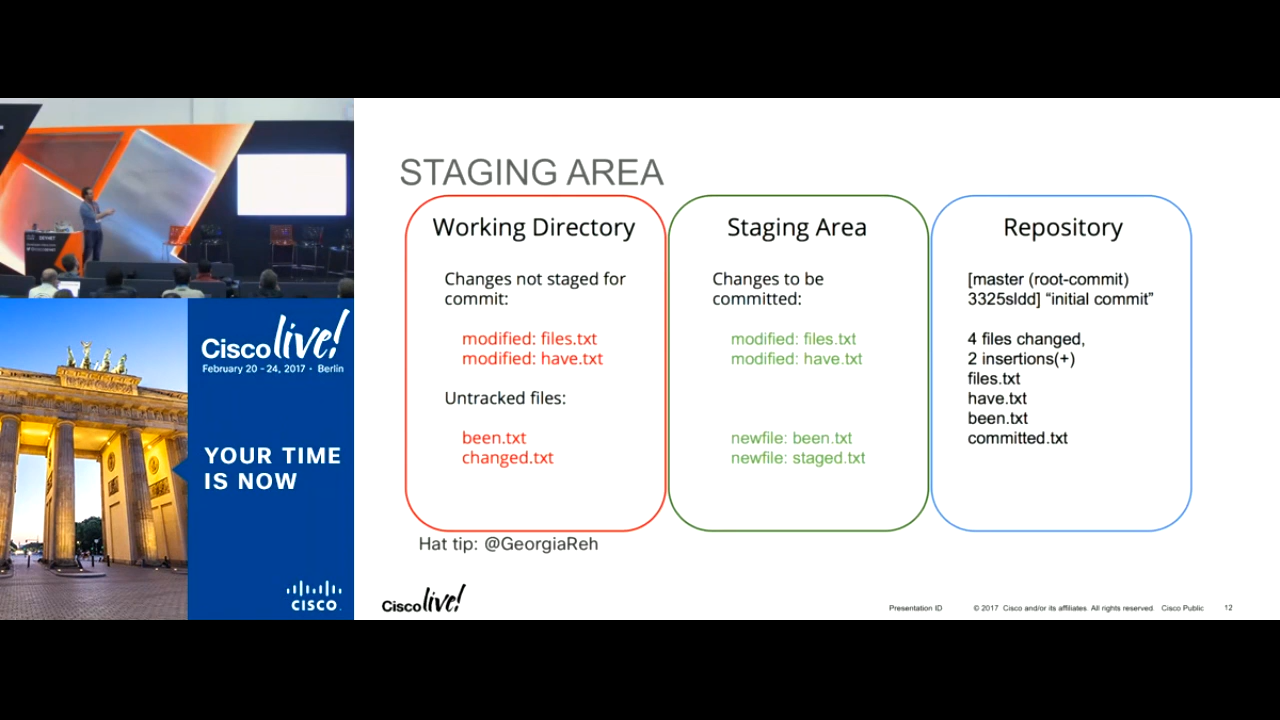 STAGING AREA
Working Directory
Changes not staged for
commit:
modified: files.txt
modified: have.txt
Untracked files:
been.txt
changed.txt
Staging Area
Changes to be
committed:
modified: files.txt
modified: have.txt
newfile: been.txt
newfile: staged.txt
Repository
[master (root-commit)
3325sldd] “initial commit”
4 files changed,
2 insertions(+)
files.txt
have.txt
been.txt
committed.txt
Hat tip: @GeorgiaReh
Cisco live!
Presentation ID
© 2017 Cisco and/or its affiliates. All rights reserved. Cisco Public
12
Cisco live!
February 20 - 24, 2017 • Berlin
YOUR TIME
IS NOW
CISCO.